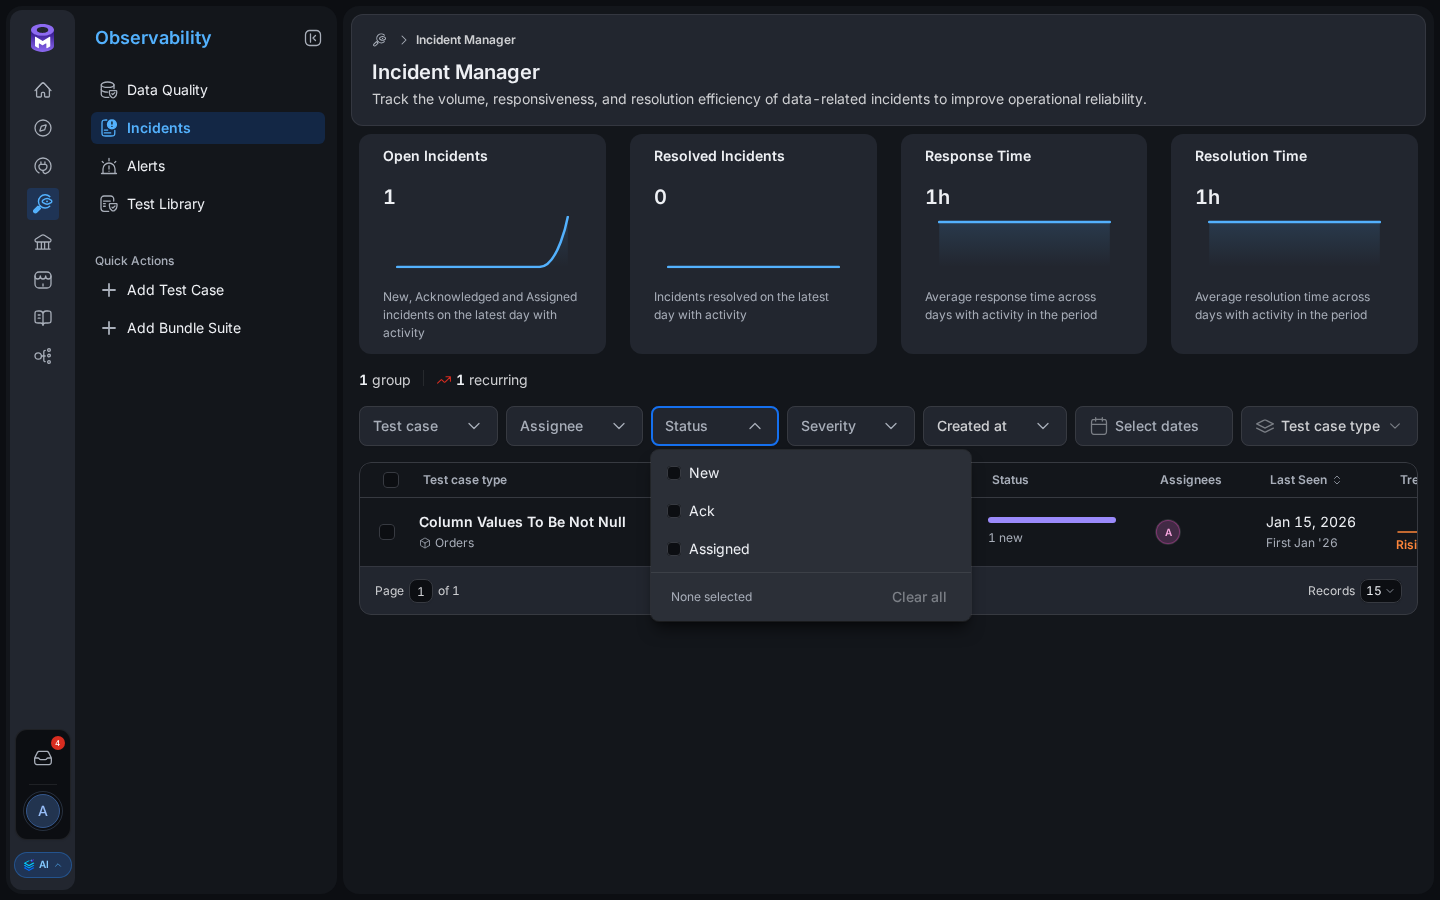 Observability
Data Quality
Incidents
Alerts
Test Library
Quick Actions
Add Test Case
Add Bundle Suite
4
A
AI
Incident Manager
Incident Manager
Track the volume, responsiveness, and resolution efficiency of data-related incidents to improve operational reliability.
Open Incidents
1
New, Acknowledged and Assigned
incidents on the latest day with
activity
Resolved Incidents
0
Incidents resolved on the latest
day with activity
Response Time
1h
Average response time across
days with activity in the period
Resolution Time
1h
Average resolution time across
days with activity in the period
1 group
1 recurring
Test case
Assignee
Status
Severity
Created at
Select dates
Test case type
New
Ack
Assigned
None selected
Clear all
Test case type
Status
Assignees
Last Seen
Tre
Column Values To Be Not Null
Orders
1 new
A
Jan 15, 2026
First Jan '26
Risi
Page 1 of 1
Records 15